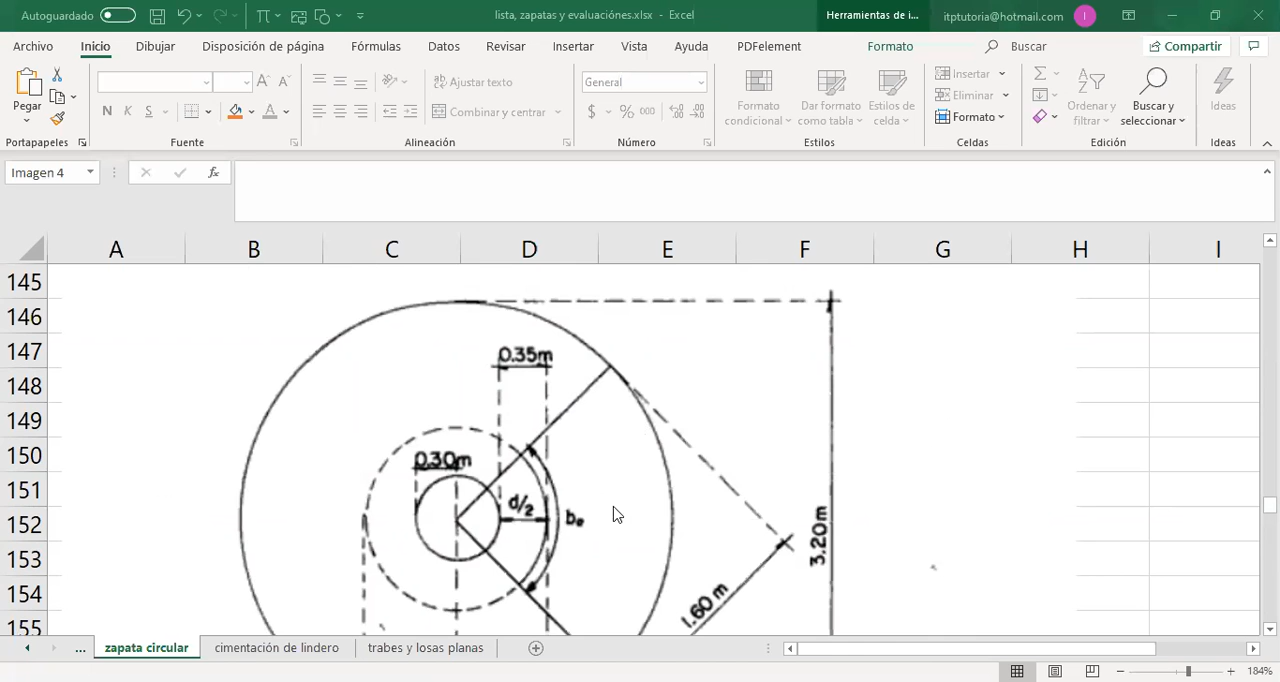 Autoguardado
lista, zapatas y evaluaciónes.xlsx - Excel
Herramientas de i...
itptutoria@hotmail.com
I
Archivo Inicio Dibujar Disposición de página Fórmulas Datos Revisar Insertar Vista Ayuda PDFelement Formato Buscar Compartir
Pegar
N K S A A A
Ajustar texto
Combinar y centrar
General
$ % 000
Formato condicional
Dar formato como tabla
Estilos de celda
Insertar
Eliminar
Formato
Ordenar y filtrar
Buscar y seleccionar
Ideas
Portapapeles Fuente Alineación Número Estilos Celdas Edición Ideas
Imagen 4 fx
A B C D E F G H I
145
146
147
0.35m
148
149
150
0.30m
151
d/2
be
152
3.20m
153
154
1.60 m
155
... zapata circular cimentación de lindero trabes y losas planas
184%